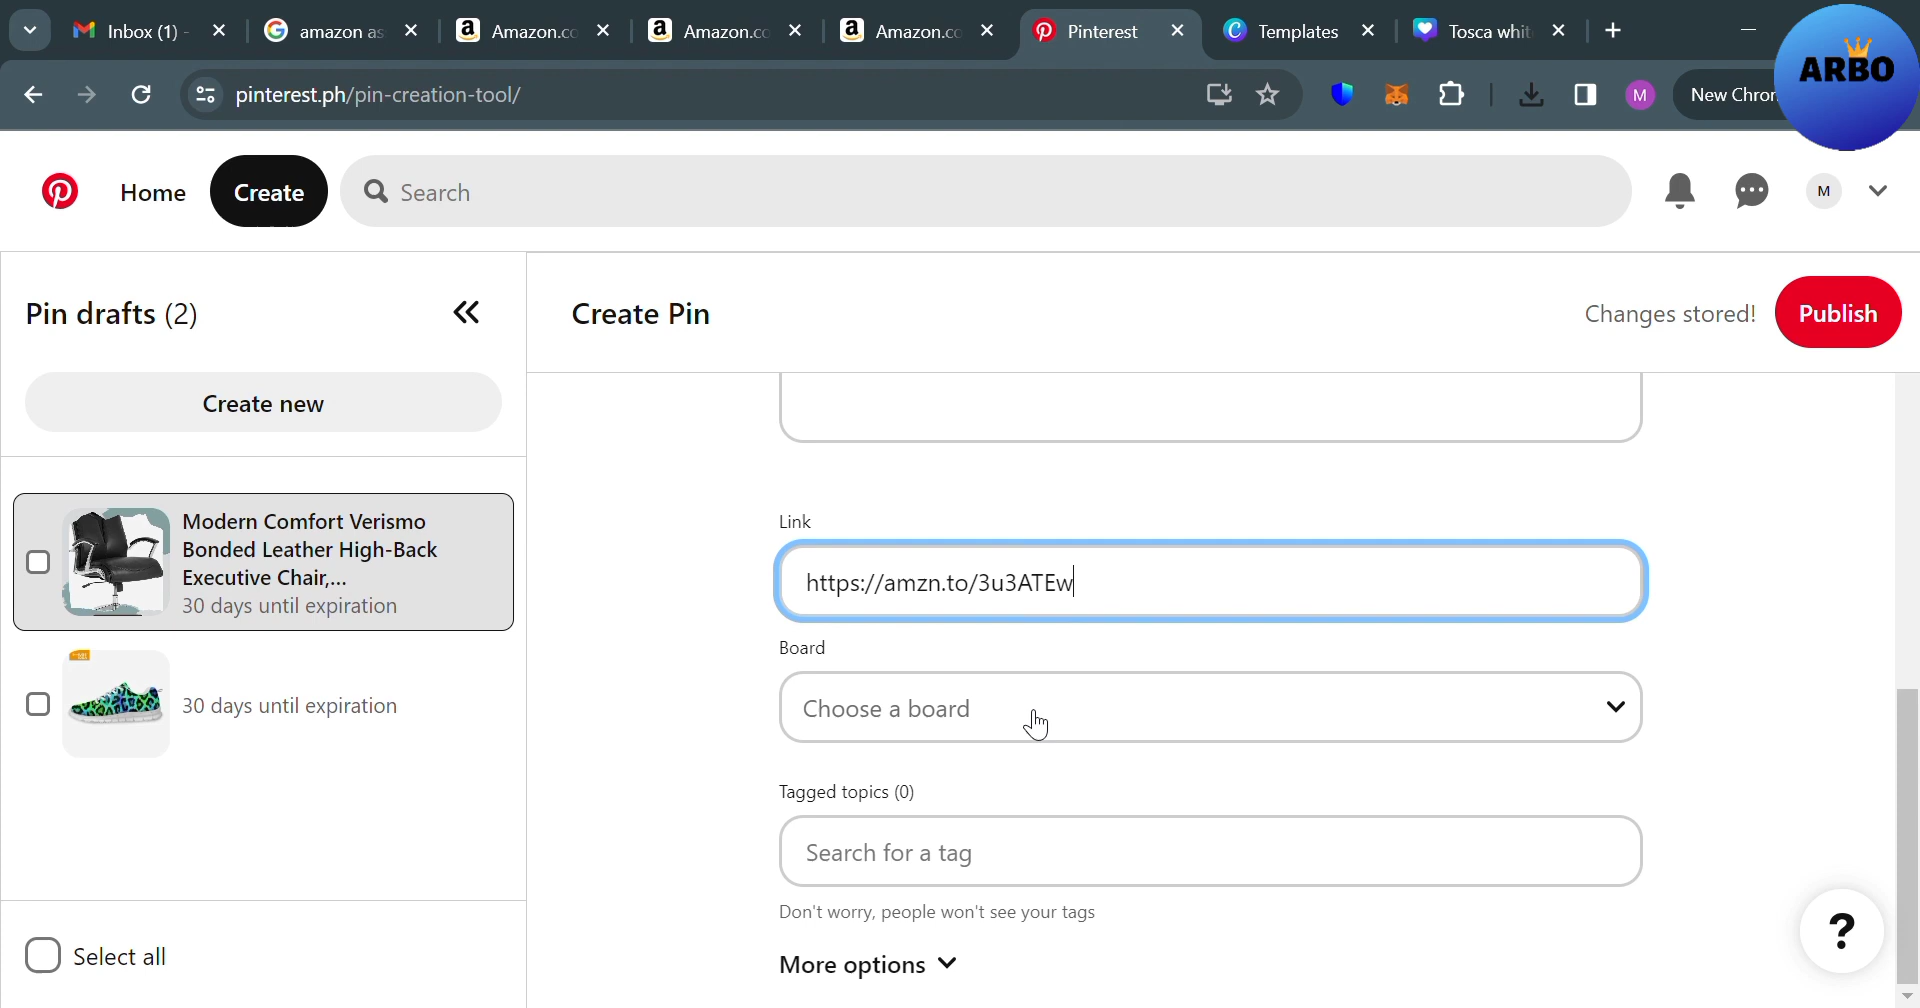 Inbox (1) -
amazon as
Amazon.co
Amazon.co
Amazon.co
Pinterest
Templates
Tosca whit
pinterest.ph/pin-creation-tool/
M
New Chror
ARBO
Home
Create
Search
M
Pin drafts (2)
Create Pin
Changes stored!
Publish
Create new
Modern Comfort Verismo
Bonded Leather High-Back
Executive Chair,...
30 days until expiration
30 days until expiration
Select all
Link
https://amzn.to/3u3ATEw
Board
Choose a board
Tagged topics (0)
Search for a tag
Don't worry, people won't see your tags
More options
?